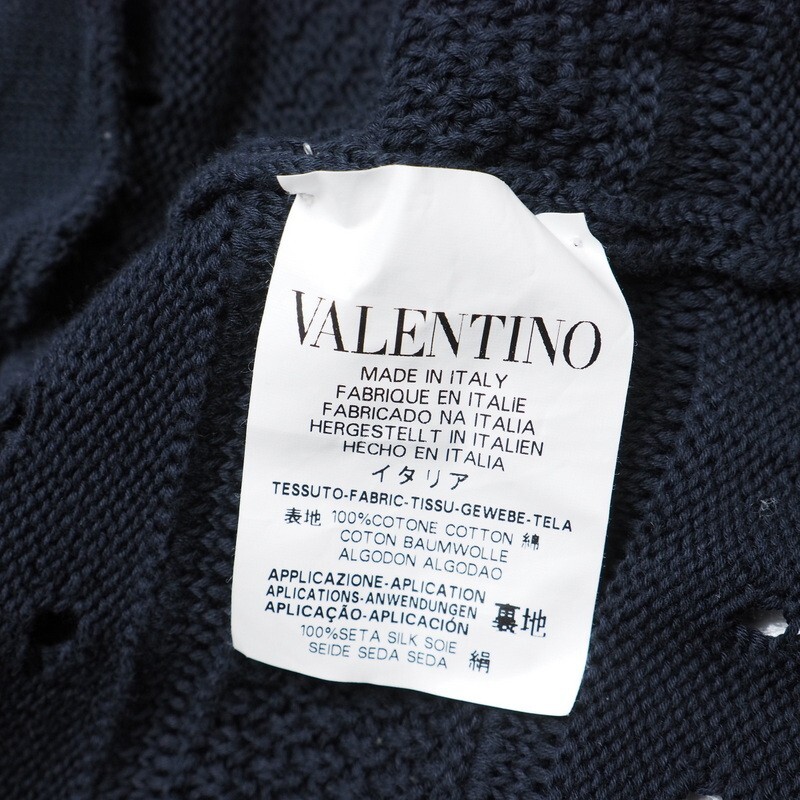 VALENTINO
MADE IN ITALY
FABRIQUE EN ITALIE
FABRICADO NA ITALIA
HERGESTELLT IN ITALIEN
HECHO EN ITALIA
イタリア
TESSUTO-FABRIC-TISSU-GEWEBE-TELA
表地 100%COTONE COTTON 綿
COTON BAUMWOLLE
ALGODON ALGODAO
APPLICAZIONE-APLICATION
APLICATIONS-ANWENDUNGEN 裏地
APLICAÇÃO-APLICACIÓN
100%SETA SILK SOIE
SEIDE SEDA SEDA 絹